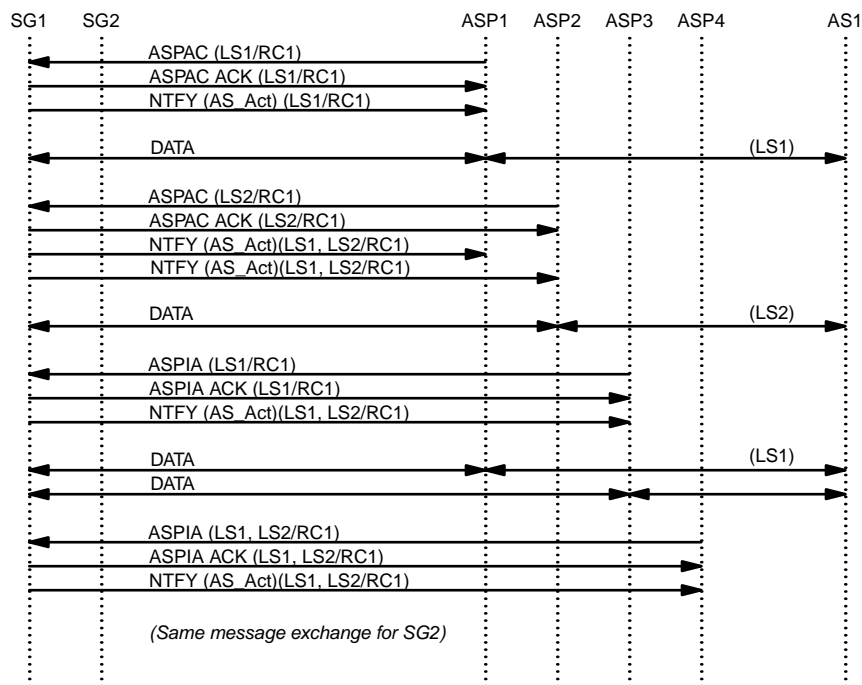 SG1 SG2 ASP1 ASP2 ASP3 ASP4 AS1
ASPAC (LS1/RC1)
ASPAC ACK (LS1/RC1)
NTFY (AS_Act) (LS1/RC1)
DATA (LS1)
ASPAC (LS2/RC1)
ASPAC ACK (LS2/RC1)
NTFY (AS_Act)(LS1, LS2/RC1)
NTFY (AS_Act)(LS1, LS2/RC1)
DATA (LS2)
ASPIA (LS1/RC1)
ASPIA ACK (LS1/RC1)
NTFY (AS_Act)(LS1, LS2/RC1)
DATA (LS1)
DATA
ASPIA (LS1, LS2/RC1)
ASPIA ACK (LS1, LS2/RC1)
NTFY (AS_Act)(LS1, LS2/RC1)
(Same message exchange for SG2)